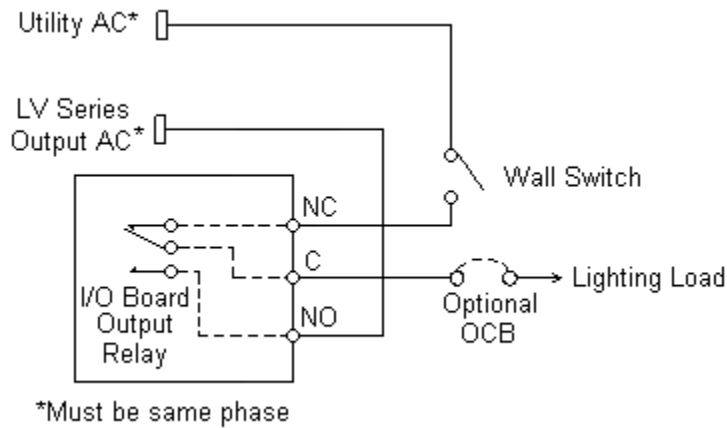 Utility AC*
LV Series
Output AC*
Wall Switch
NC
C
Lighting Load
I/O Board
Output
Relay
NO
Optional
OCB
*Must be same phase